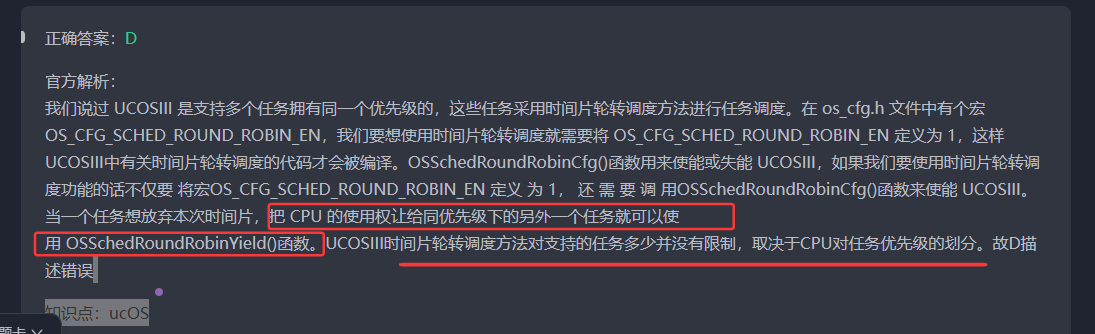 正确答案：D
官方解析：
我们说过 UCOSIII 是支持多个任务拥有同一个优先级的，这些任务采用时间片轮转调度方法进行任务调度。在 os_cfg.h 文件中有个宏
OS_CFG_SCHED_ROUND_ROBIN_EN，我们要想使用时间片轮转调度就需要将 OS_CFG_SCHED_ROUND_ROBIN_EN 定义为 1，这样
UCOSIII中有关时间片轮转调度的代码才会被编译。OSSchedRoundRobinCfg()函数用来使能或失能 UCOSIII，如果我们要使用时间片轮转调
度功能的话不仅要 将宏OS_CFG_SCHED_ROUND_ROBIN_EN 定义 为 1， 还 需 要 调 用OSSchedRoundRobinCfg()函数来使能 UCOSIII。
当一个任务想放弃本次时间片，把 CPU 的使用权让给同优先级下的另外一个任务就可以使
用 OSSchedRoundRobinYield()函数。UCOSIII时间片轮转调度方法对支持的任务多少并没有限制，取决于CPU对任务优先级的划分。故D描
述错误
知识点：ucOS
题卡